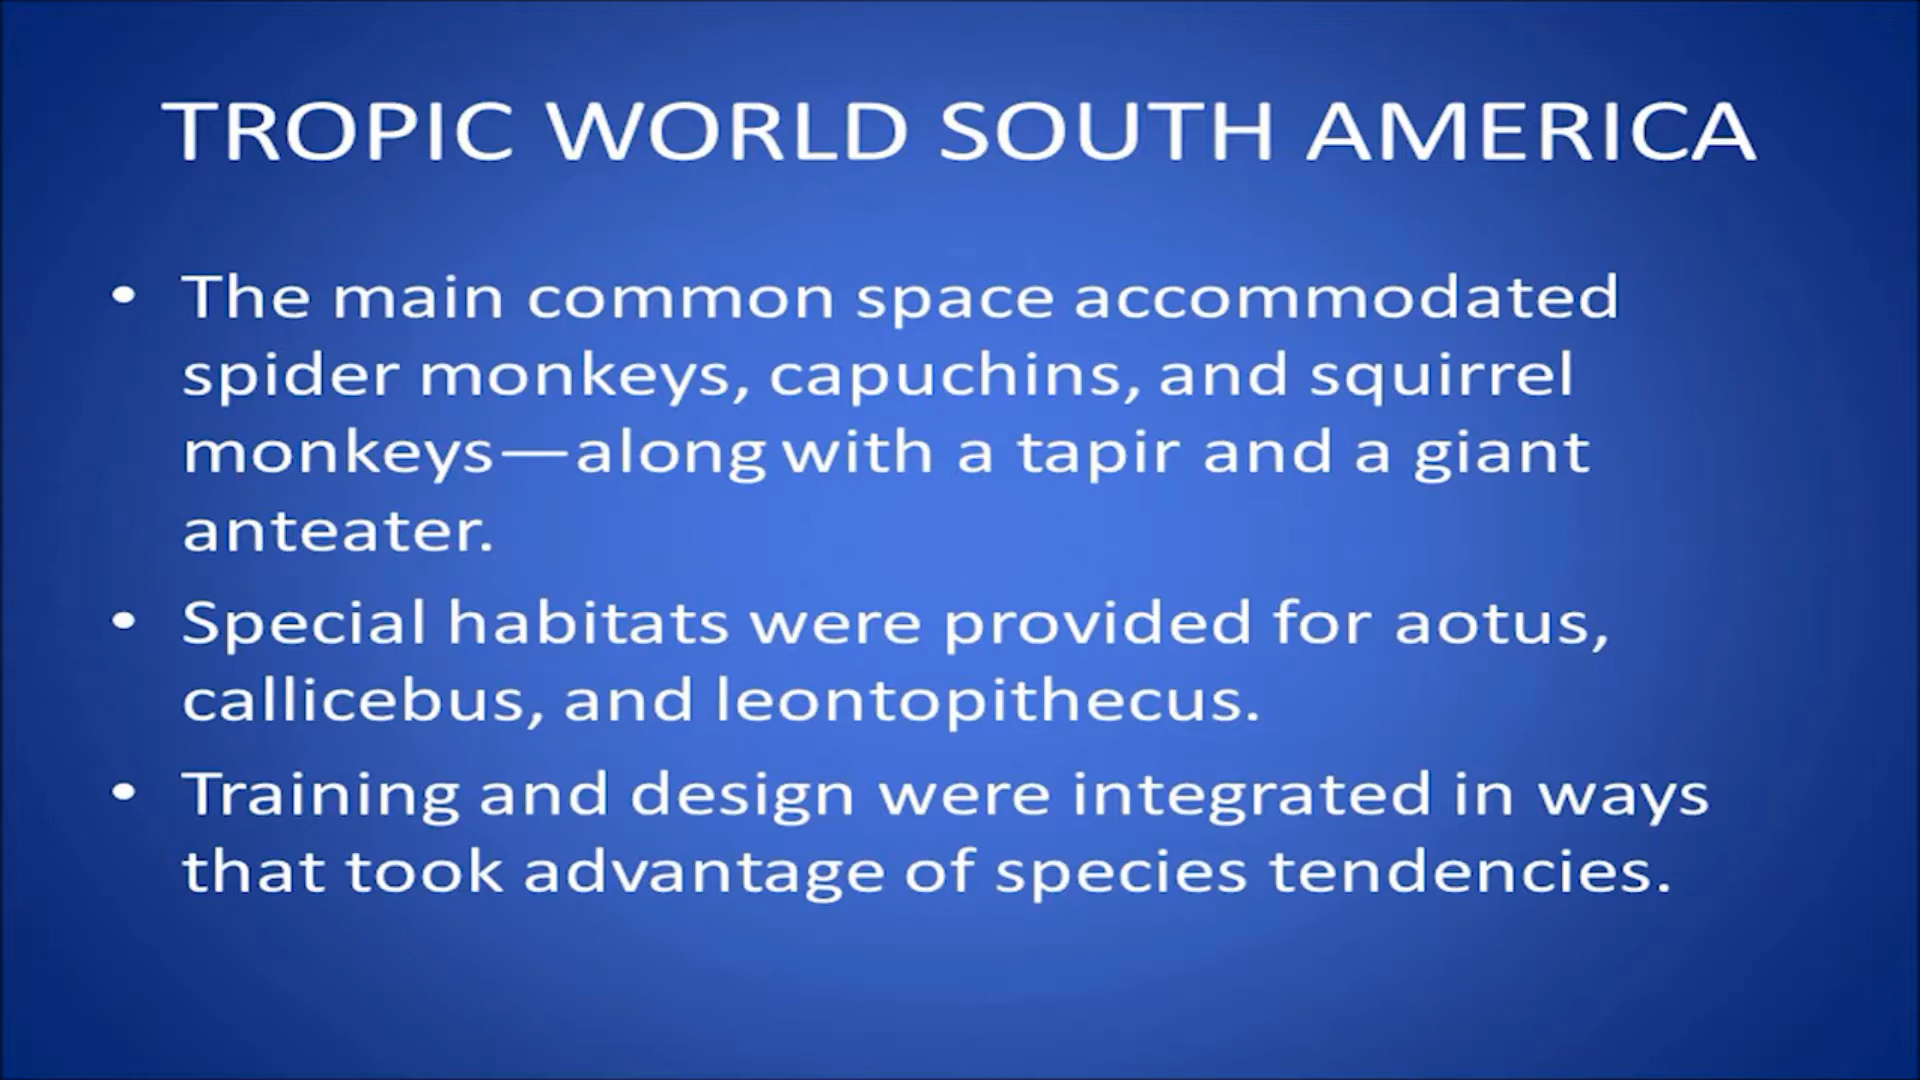 TROPIC WORLD SOUTH AMERICA
• The main common space accommodated
spider monkeys, capuchins, and squirrel
monkeys—along with a tapir and a giant
anteater.
• Special habitats were provided for aotus,
callicebus, and leontopithecus.
• Training and design were integrated in ways
that took advantage of species tendencies.